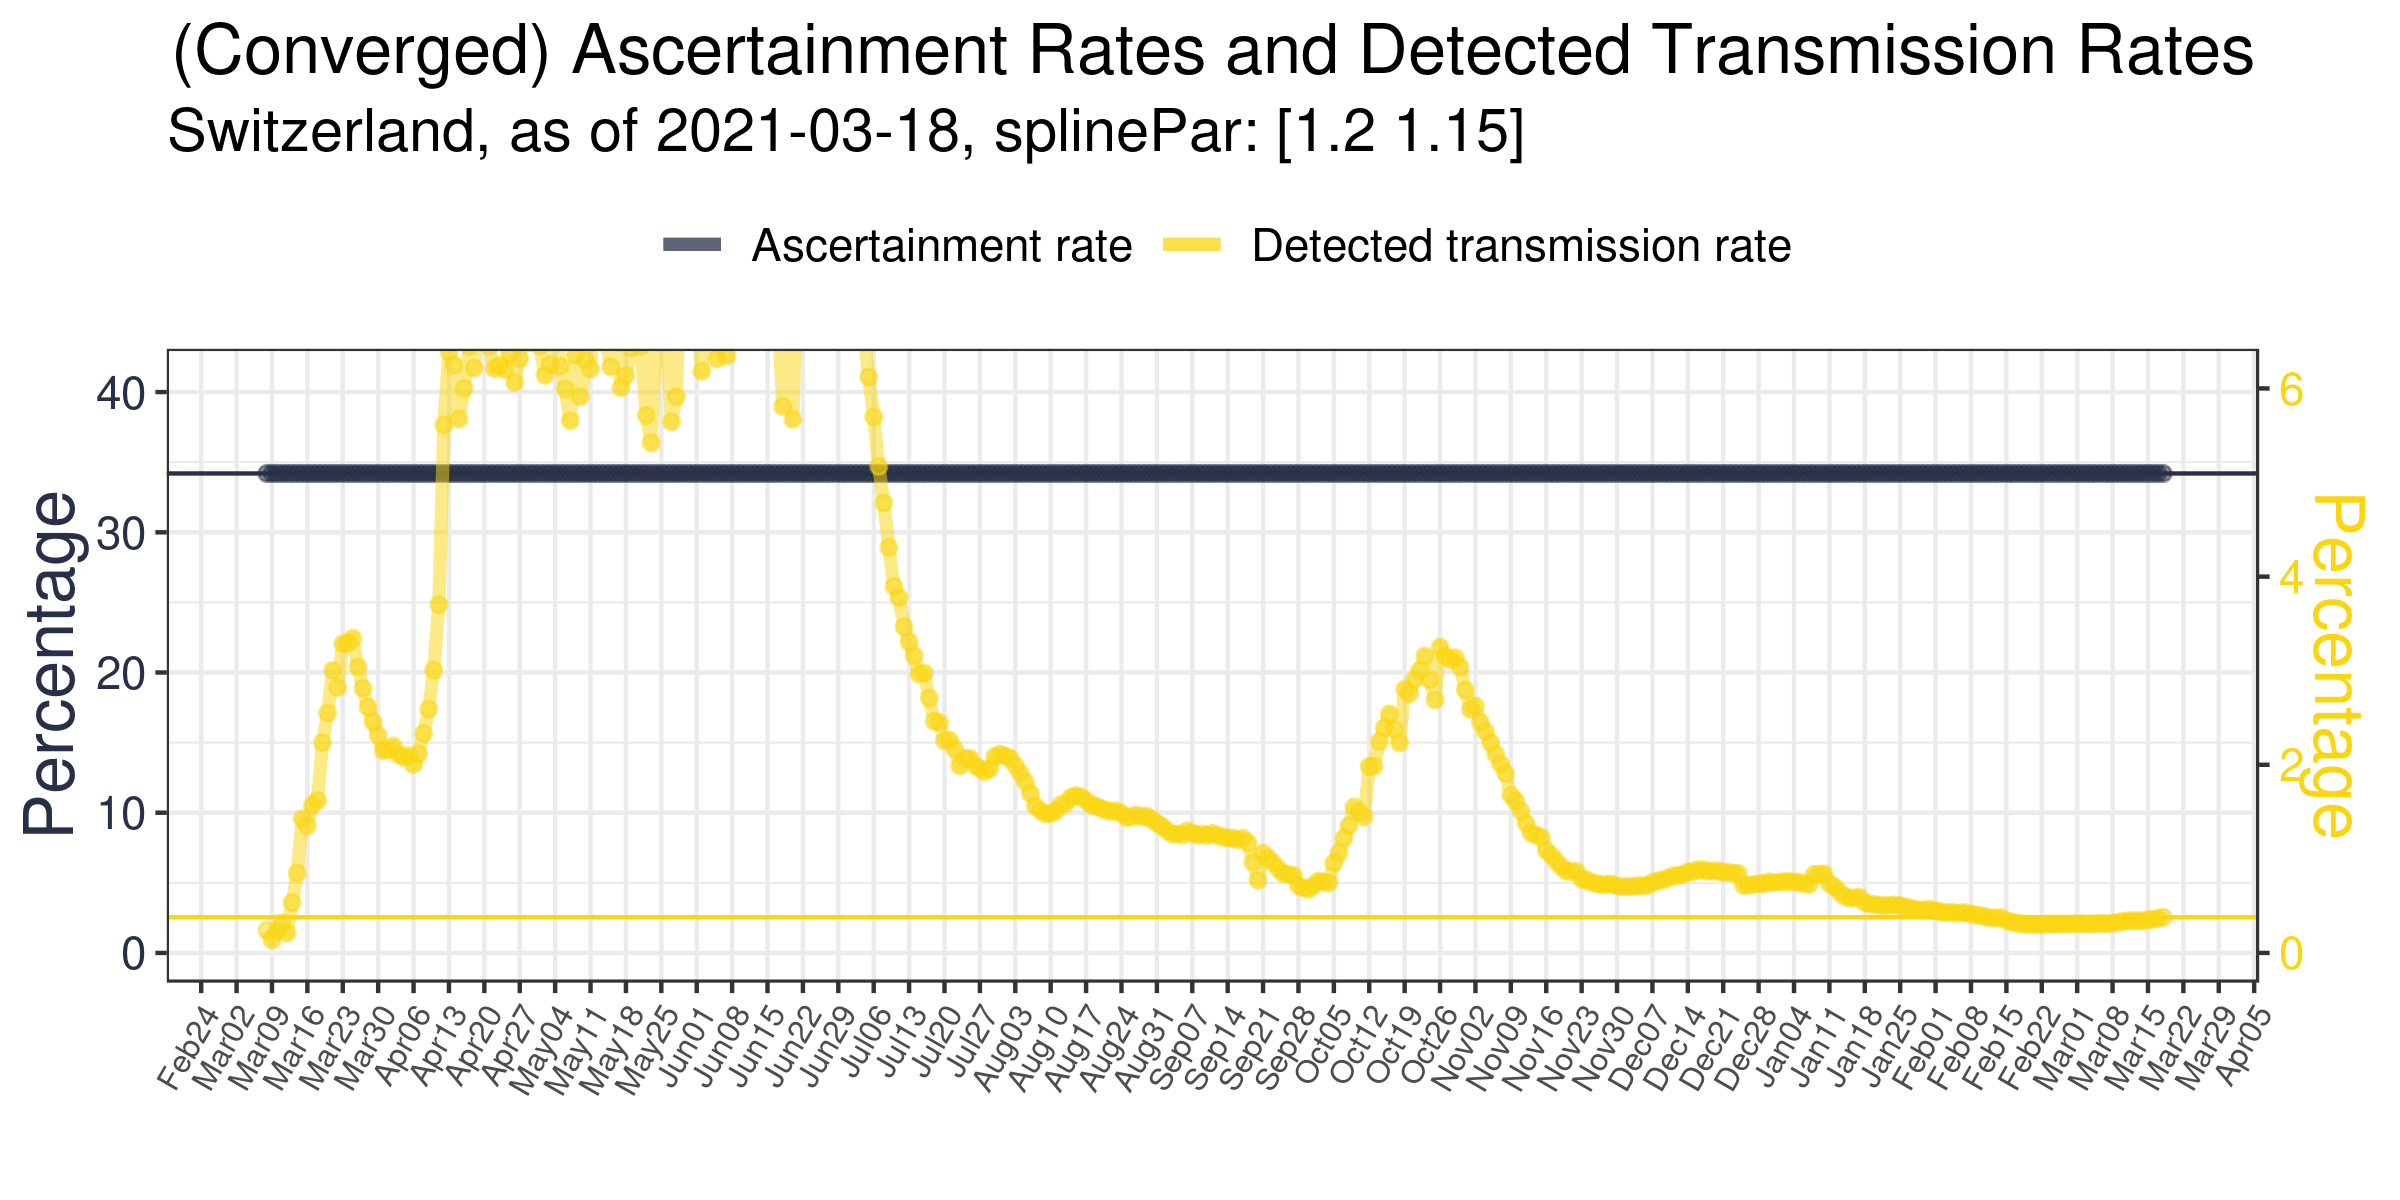 (Converged) Ascertainment Rates and Detected Transmission Rates
Switzerland, as of 2021-03-18, splinePar: [1.2 1.15]
Ascertainment rate
Detected transmission rate
Percentage
40
30
20
10
0
6
4
2
0
Percentage
Feb24
Mar02
Mar09
Mar16
Mar23
Mar30
Apr06
Apr13
Apr20
Apr27
May04
May11
May18
May25
Jun01
Jun08
Jun15
Jun22
Jun29
Jul06
Jul13
Jul20
Jul27
Aug03
Aug10
Aug17
Aug24
Aug31
Sep07
Sep14
Sep21
Sep28
Oct05
Oct12
Oct19
Oct26
Nov02
Nov09
Nov16
Nov23
Nov30
Dec07
Dec14
Dec21
Dec28
Jan04
Jan11
Jan18
Jan25
Feb01
Feb08
Feb15
Feb22
Mar01
Mar08
Mar15
Mar22
Mar29
Apr05